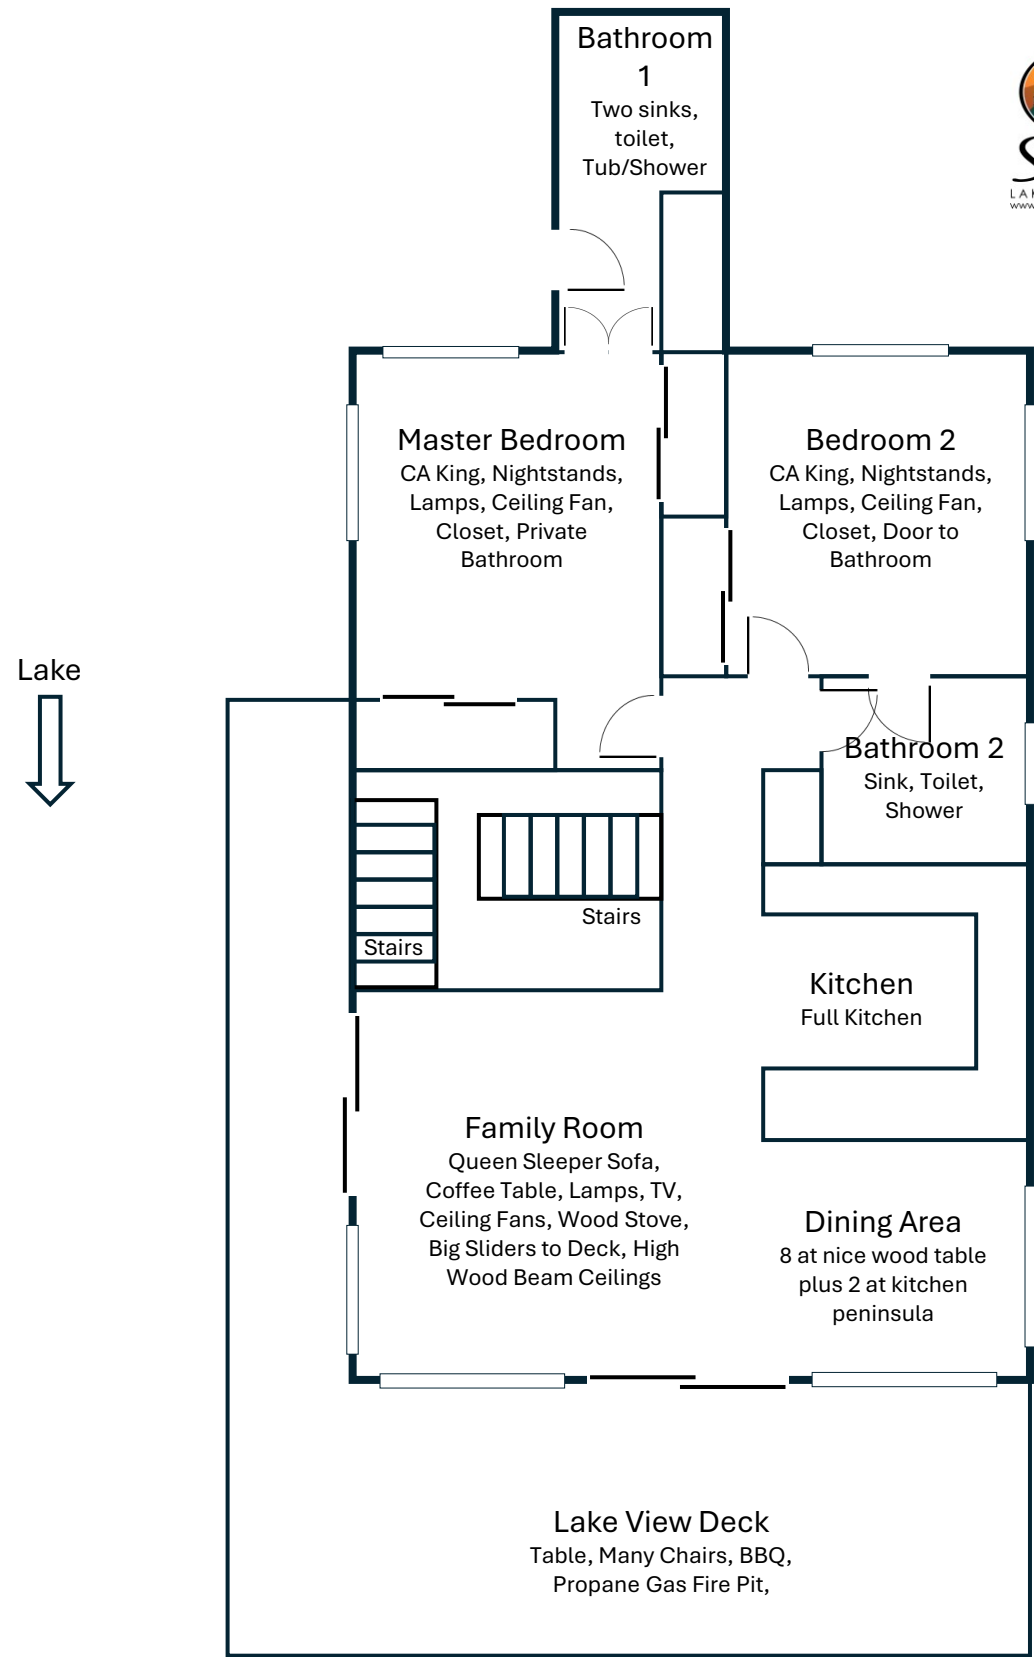 Bathroom
1
Two sinks,
toilet,
Tub/Shower
Master Bedroom
CA King, Nightstands,
Lamps, Ceiling Fan,
Closet, Private
Bathroom
Bedroom 2
CA King, Nightstands,
Lamps, Ceiling Fan,
Closet, Door to
Bathroom
Lake
Bathroom 2
Sink, Toilet,
Shower
Stairs
Stairs
Kitchen
Full Kitchen
Family Room
Queen Sleeper Sofa,
Coffee Table, Lamps, TV,
Ceiling Fans, Wood Stove,
Big Sliders to Deck, High
Wood Beam Ceilings
Dining Area
8 at nice wood table
plus 2 at kitchen
peninsula
Lake View Deck
Table, Many Chairs, BBQ,
Propane Gas Fire Pit,